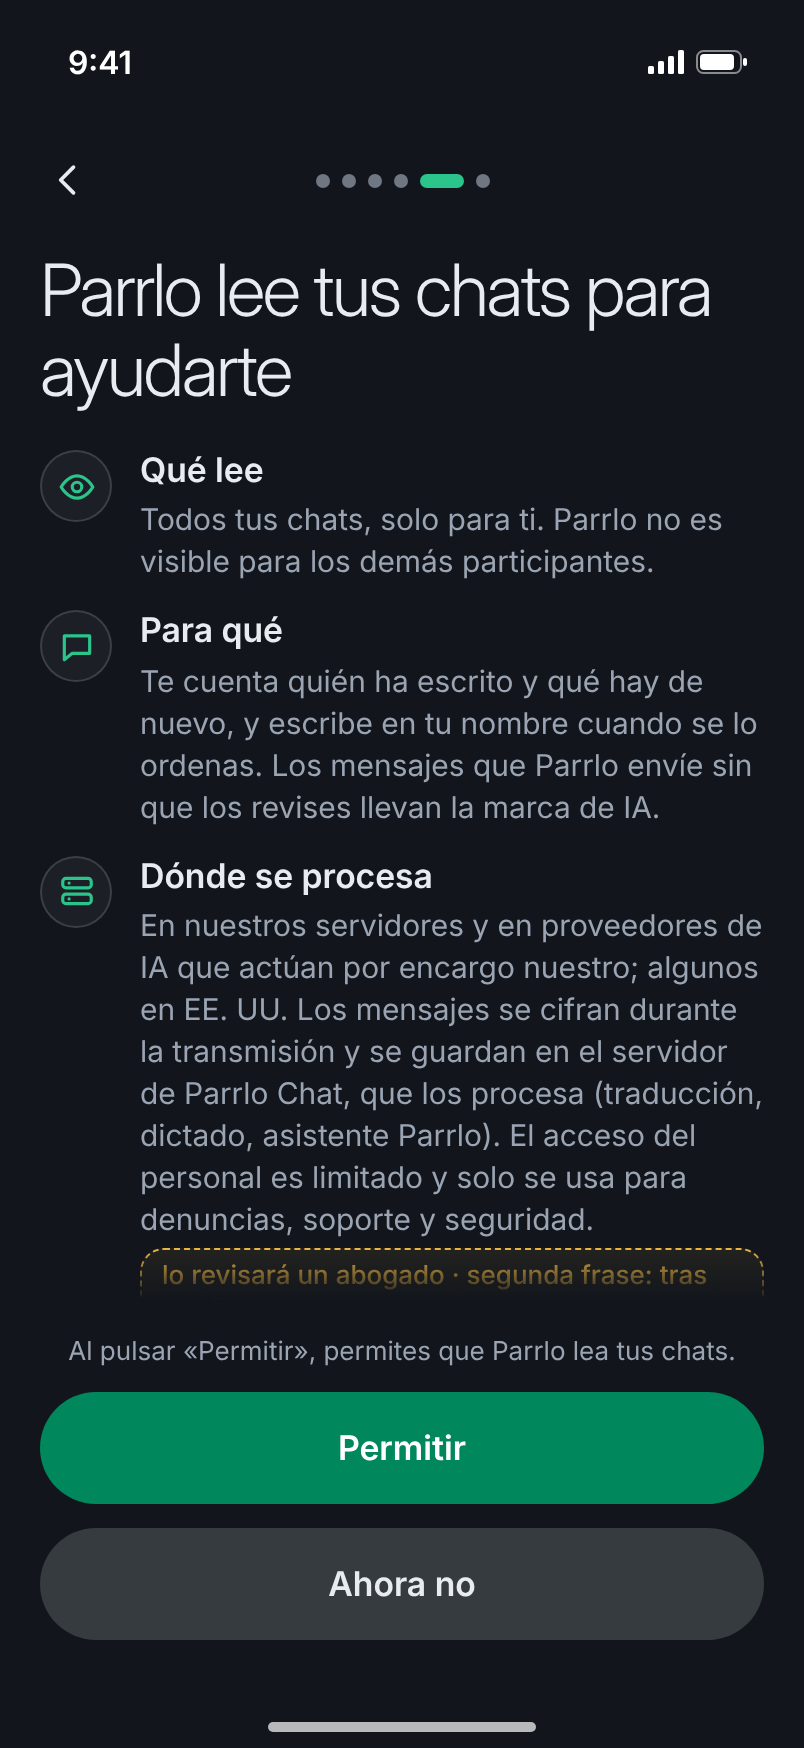 9:41
Parrlo lee tus chats para
ayudarte
Qué lee
Todos tus chats, solo para ti. Parrlo no es
visible para los demás participantes.
Para qué
Te cuenta quién ha escrito y qué hay de
nuevo, y escribe en tu nombre cuando se lo
ordenas. Los mensajes que Parrlo envíe sin
que los revises llevan la marca de IA.
Dónde se procesa
En nuestros servidores y en proveedores de
IA que actúan por encargo nuestro; algunos
en EE. UU. Los mensajes se cifran durante
la transmisión y se guardan en el servidor
de Parrlo Chat, que los procesa (traducción,
dictado, asistente Parrlo). El acceso del
personal es limitado y solo se usa para
denuncias, soporte y seguridad.
lo revisará un abogado · segunda frase: tras
Al pulsar «Permitir», permites que Parrlo lea tus chats.
Permitir
Ahora no